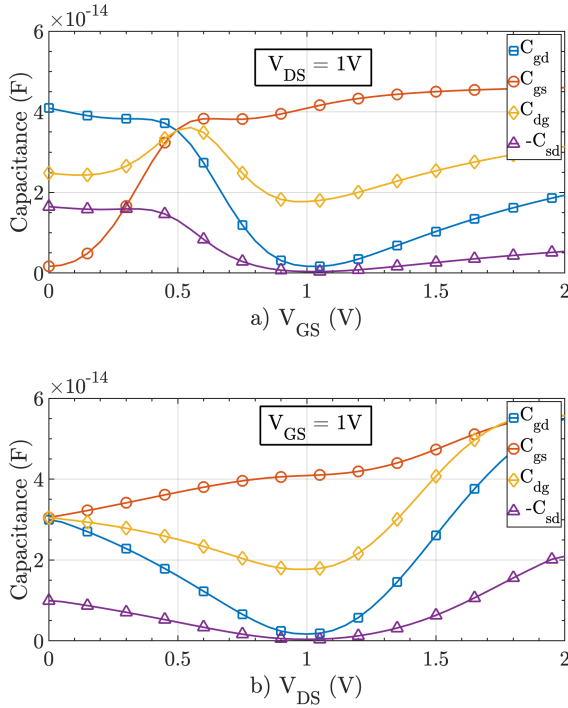 ×10⁻¹⁴
6
4
2
0
Capacitance (F)
V_DS = 1V
C_gd
C_gs
C_dg
-C_sd
0 0.5 1 1.5 2
a) V_GS (V)
×10⁻¹⁴
6
4
2
0
Capacitance (F)
V_GS = 1V
C_gd
C_gs
C_dg
-C_sd
0 0.5 1 1.5 2
b) V_DS (V)